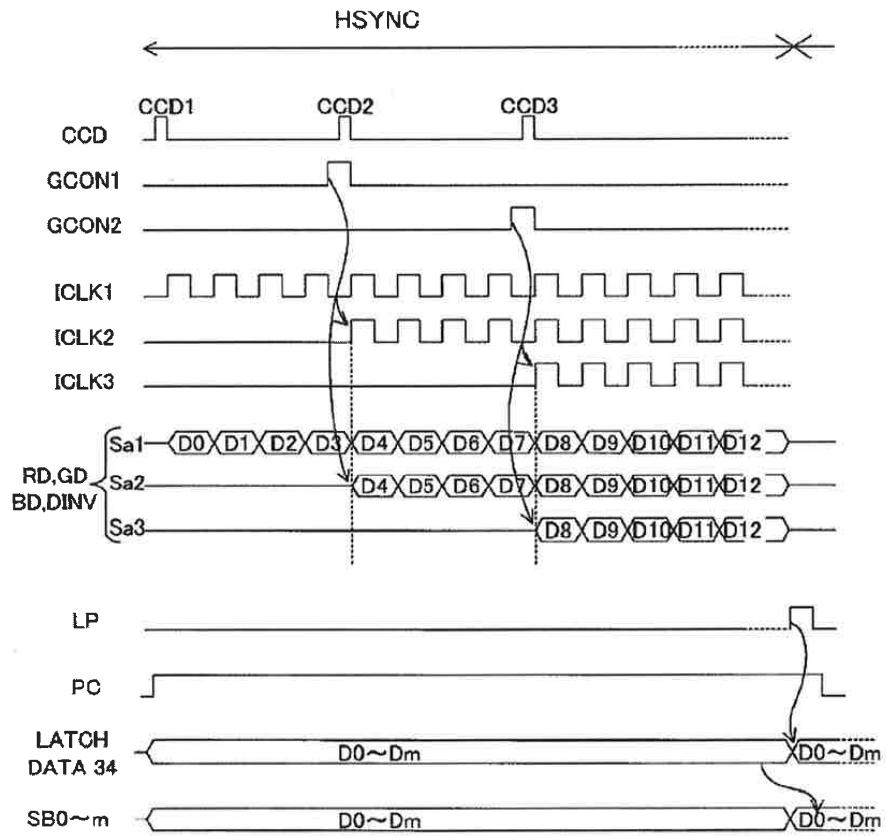 HSYNC
CCD1 CCD2 CCD3
CCD
GCON1
GCON2
ICLK1
ICLK2
ICLK3
RD,GD
BD,DINV
Sa1 D0 D1 D2 D3 D4 D5 D6 D7 D8 D9 D10 D11 D12
Sa2 D4 D5 D6 D7 D8 D9 D10 D11 D12
Sa3 D8 D9 D10 D11 D12
LP
PC
LATCH
DATA 34 D0~Dm D0~Dm
SB0~m D0~Dm D0~Dm